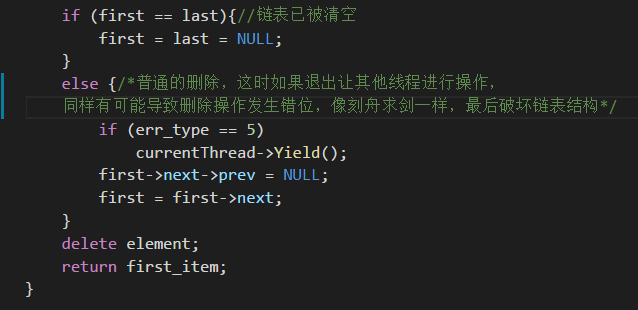 if (first == last){//链表已被清空
first = last = NULL;
}
else {/*普通的删除，这时如果退出让其他线程进行操作，
同样有可能导致删除操作发生错位，像刻舟求剑一样，最后破坏链表结构*/
if (err_type == 5)
currentThread->Yield();
first->next->prev = NULL;
first = first->next;
}
delete element;
return first_item;
}